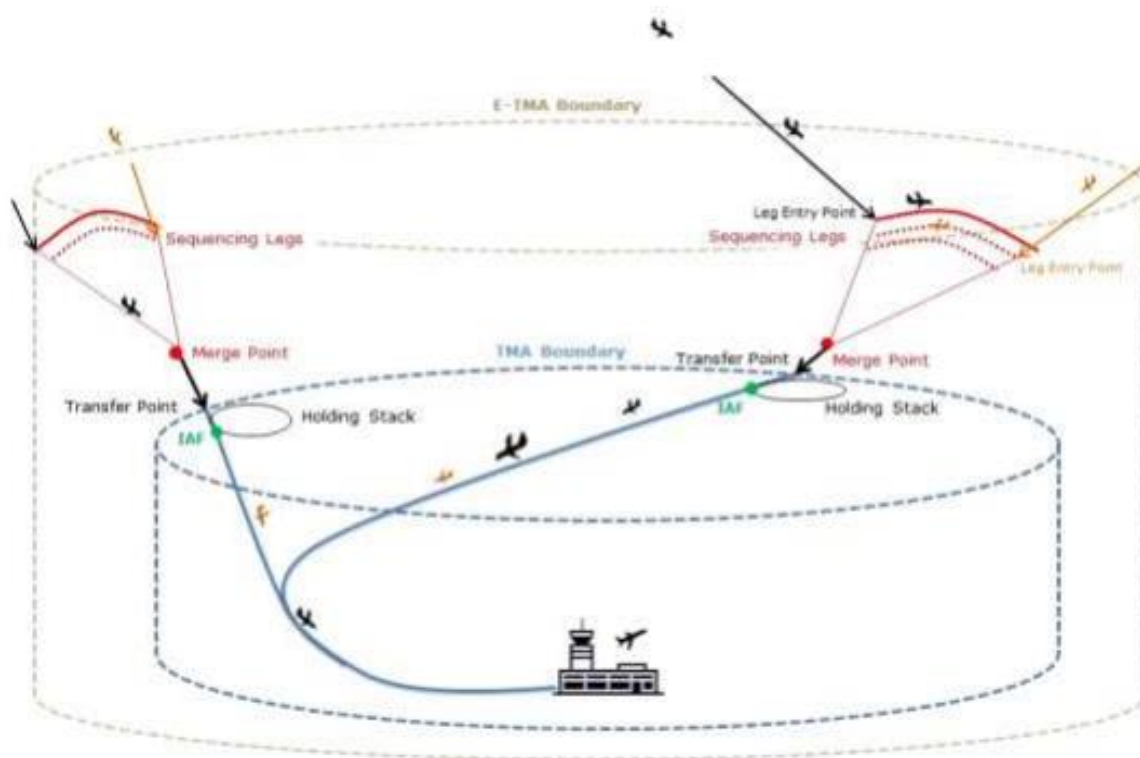 E-TMA Boundary
Leg Entry Point
Sequencing Legs
Sequencing Legs
Leg Entry Point
Merge Point
TMA Boundary
Transfer Point
Merge Point
Transfer Point
Holding Stack
IAF
Holding Stack
IAF